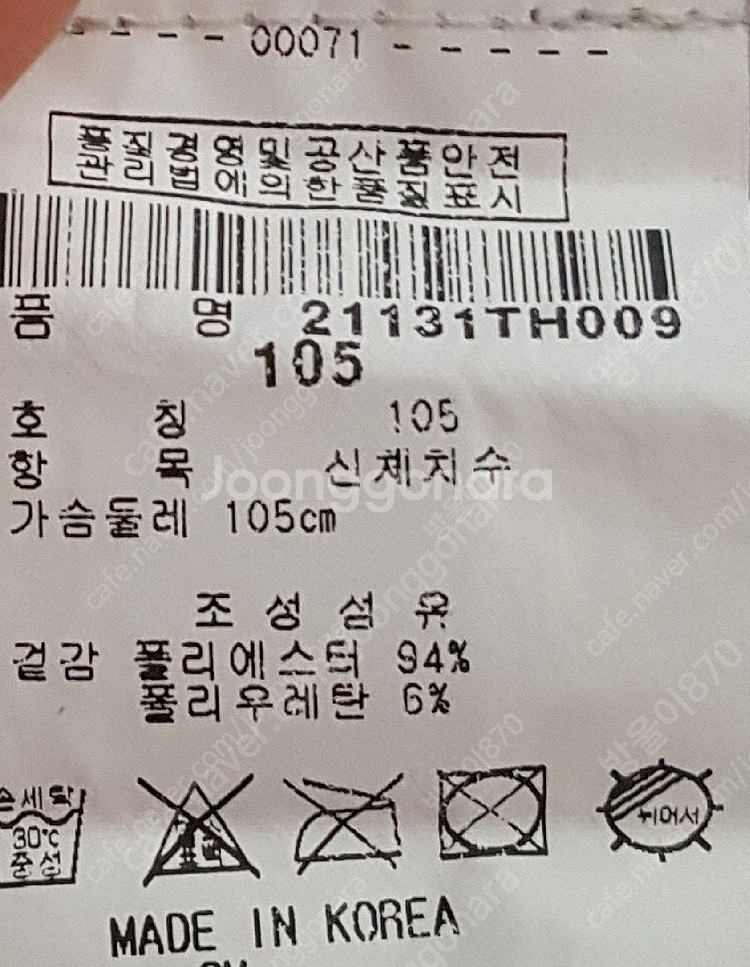 - - - - 00071 - - - - -
품질경영및공산품안전
관리법에의한품질표시
품 명 21131TH009
105
호 칭 105
항 목 신체치수
Joonggonara
가슴둘레 105cm
조성섬유
겉감 폴리에스터 94%
폴리우레탄 6%
손세탁
30℃
중성
표백
뉘어서
MADE IN KOREA